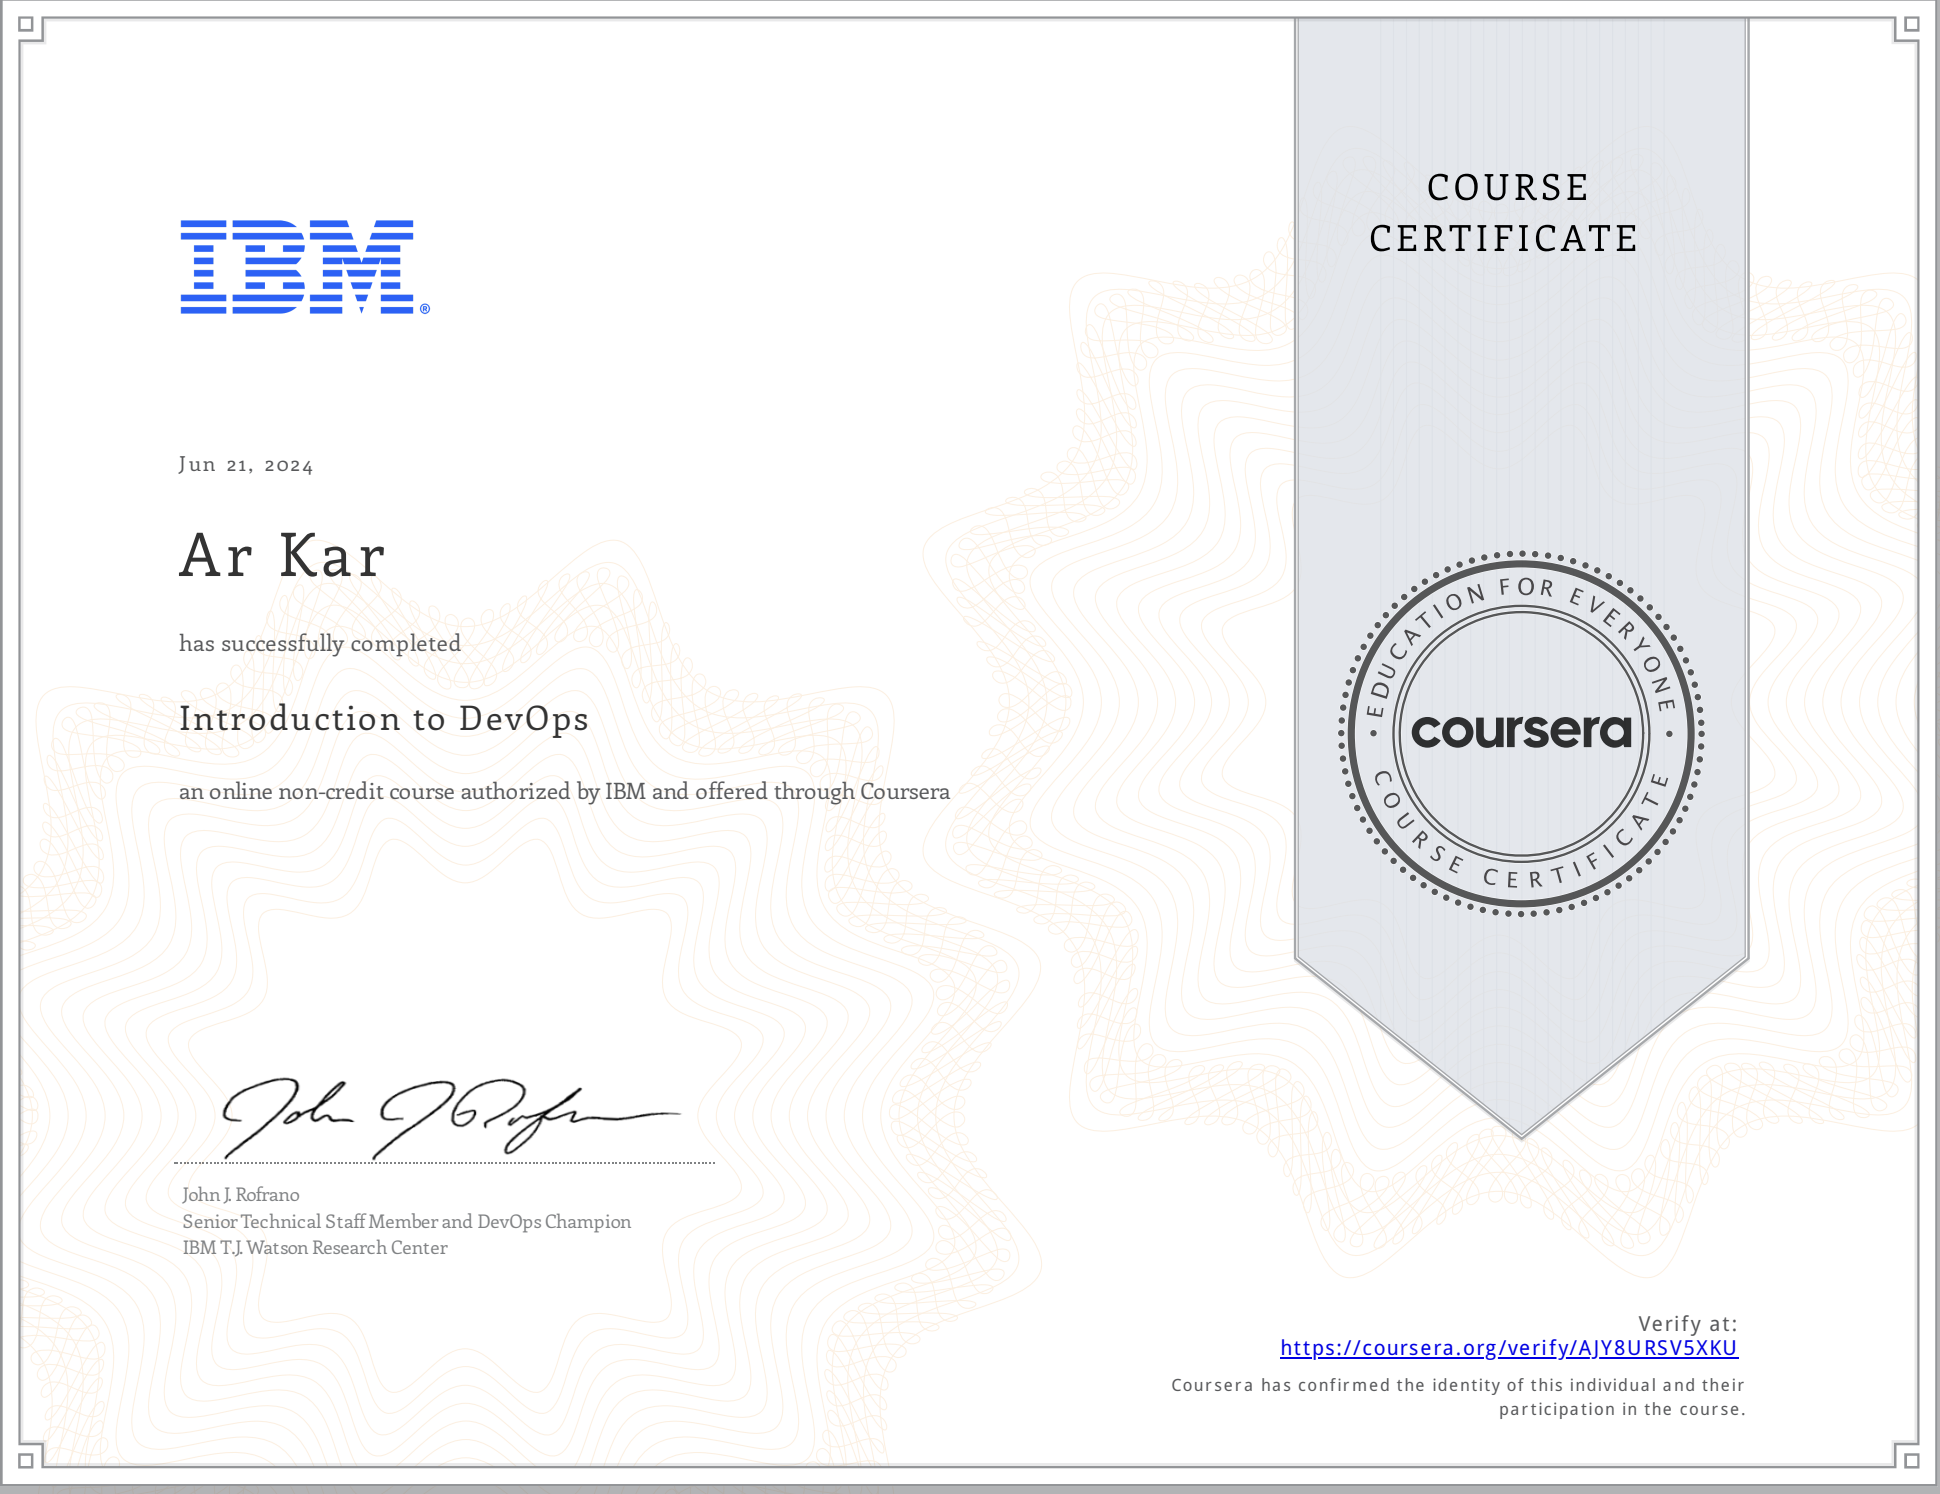 IBM®
COURSE
CERTIFICATE
Jun 21, 2024
Ar Kar
has successfully completed
Introduction to DevOps
an online non-credit course authorized by IBM and offered through Coursera
EDUCATION FOR EVERYONE
coursera
COURSE CERTIFICATE
John J Rofrano
John J. Rofrano
Senior Technical Staff Member and DevOps Champion
IBM T.J. Watson Research Center
Verify at:
https://coursera.org/verify/AJY8URSV5XKU
Coursera has confirmed the identity of this individual and their
participation in the course.